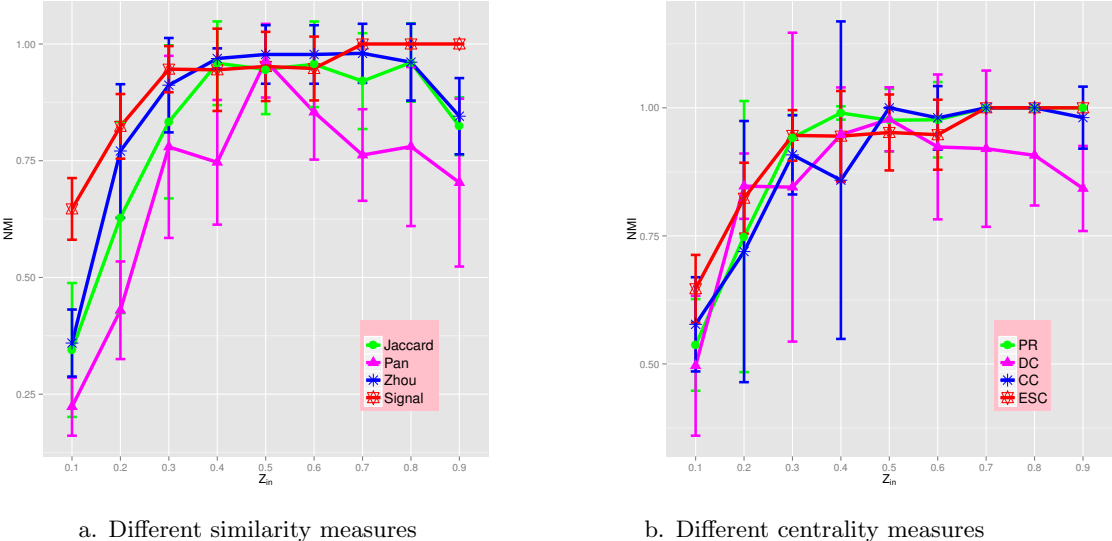 1.00
0.75
0.50
0.25
NMI
0.1 0.2 0.3 0.4 0.5 0.6 0.7 0.8 0.9
Z_in
Jaccard
Pan
Zhou
Signal
a. Different similarity measures
1.00
0.75
0.50
NMI
0.1 0.2 0.3 0.4 0.5 0.6 0.7 0.8 0.9
Z_in
PR
DC
CC
ESC
b. Different centrality measures